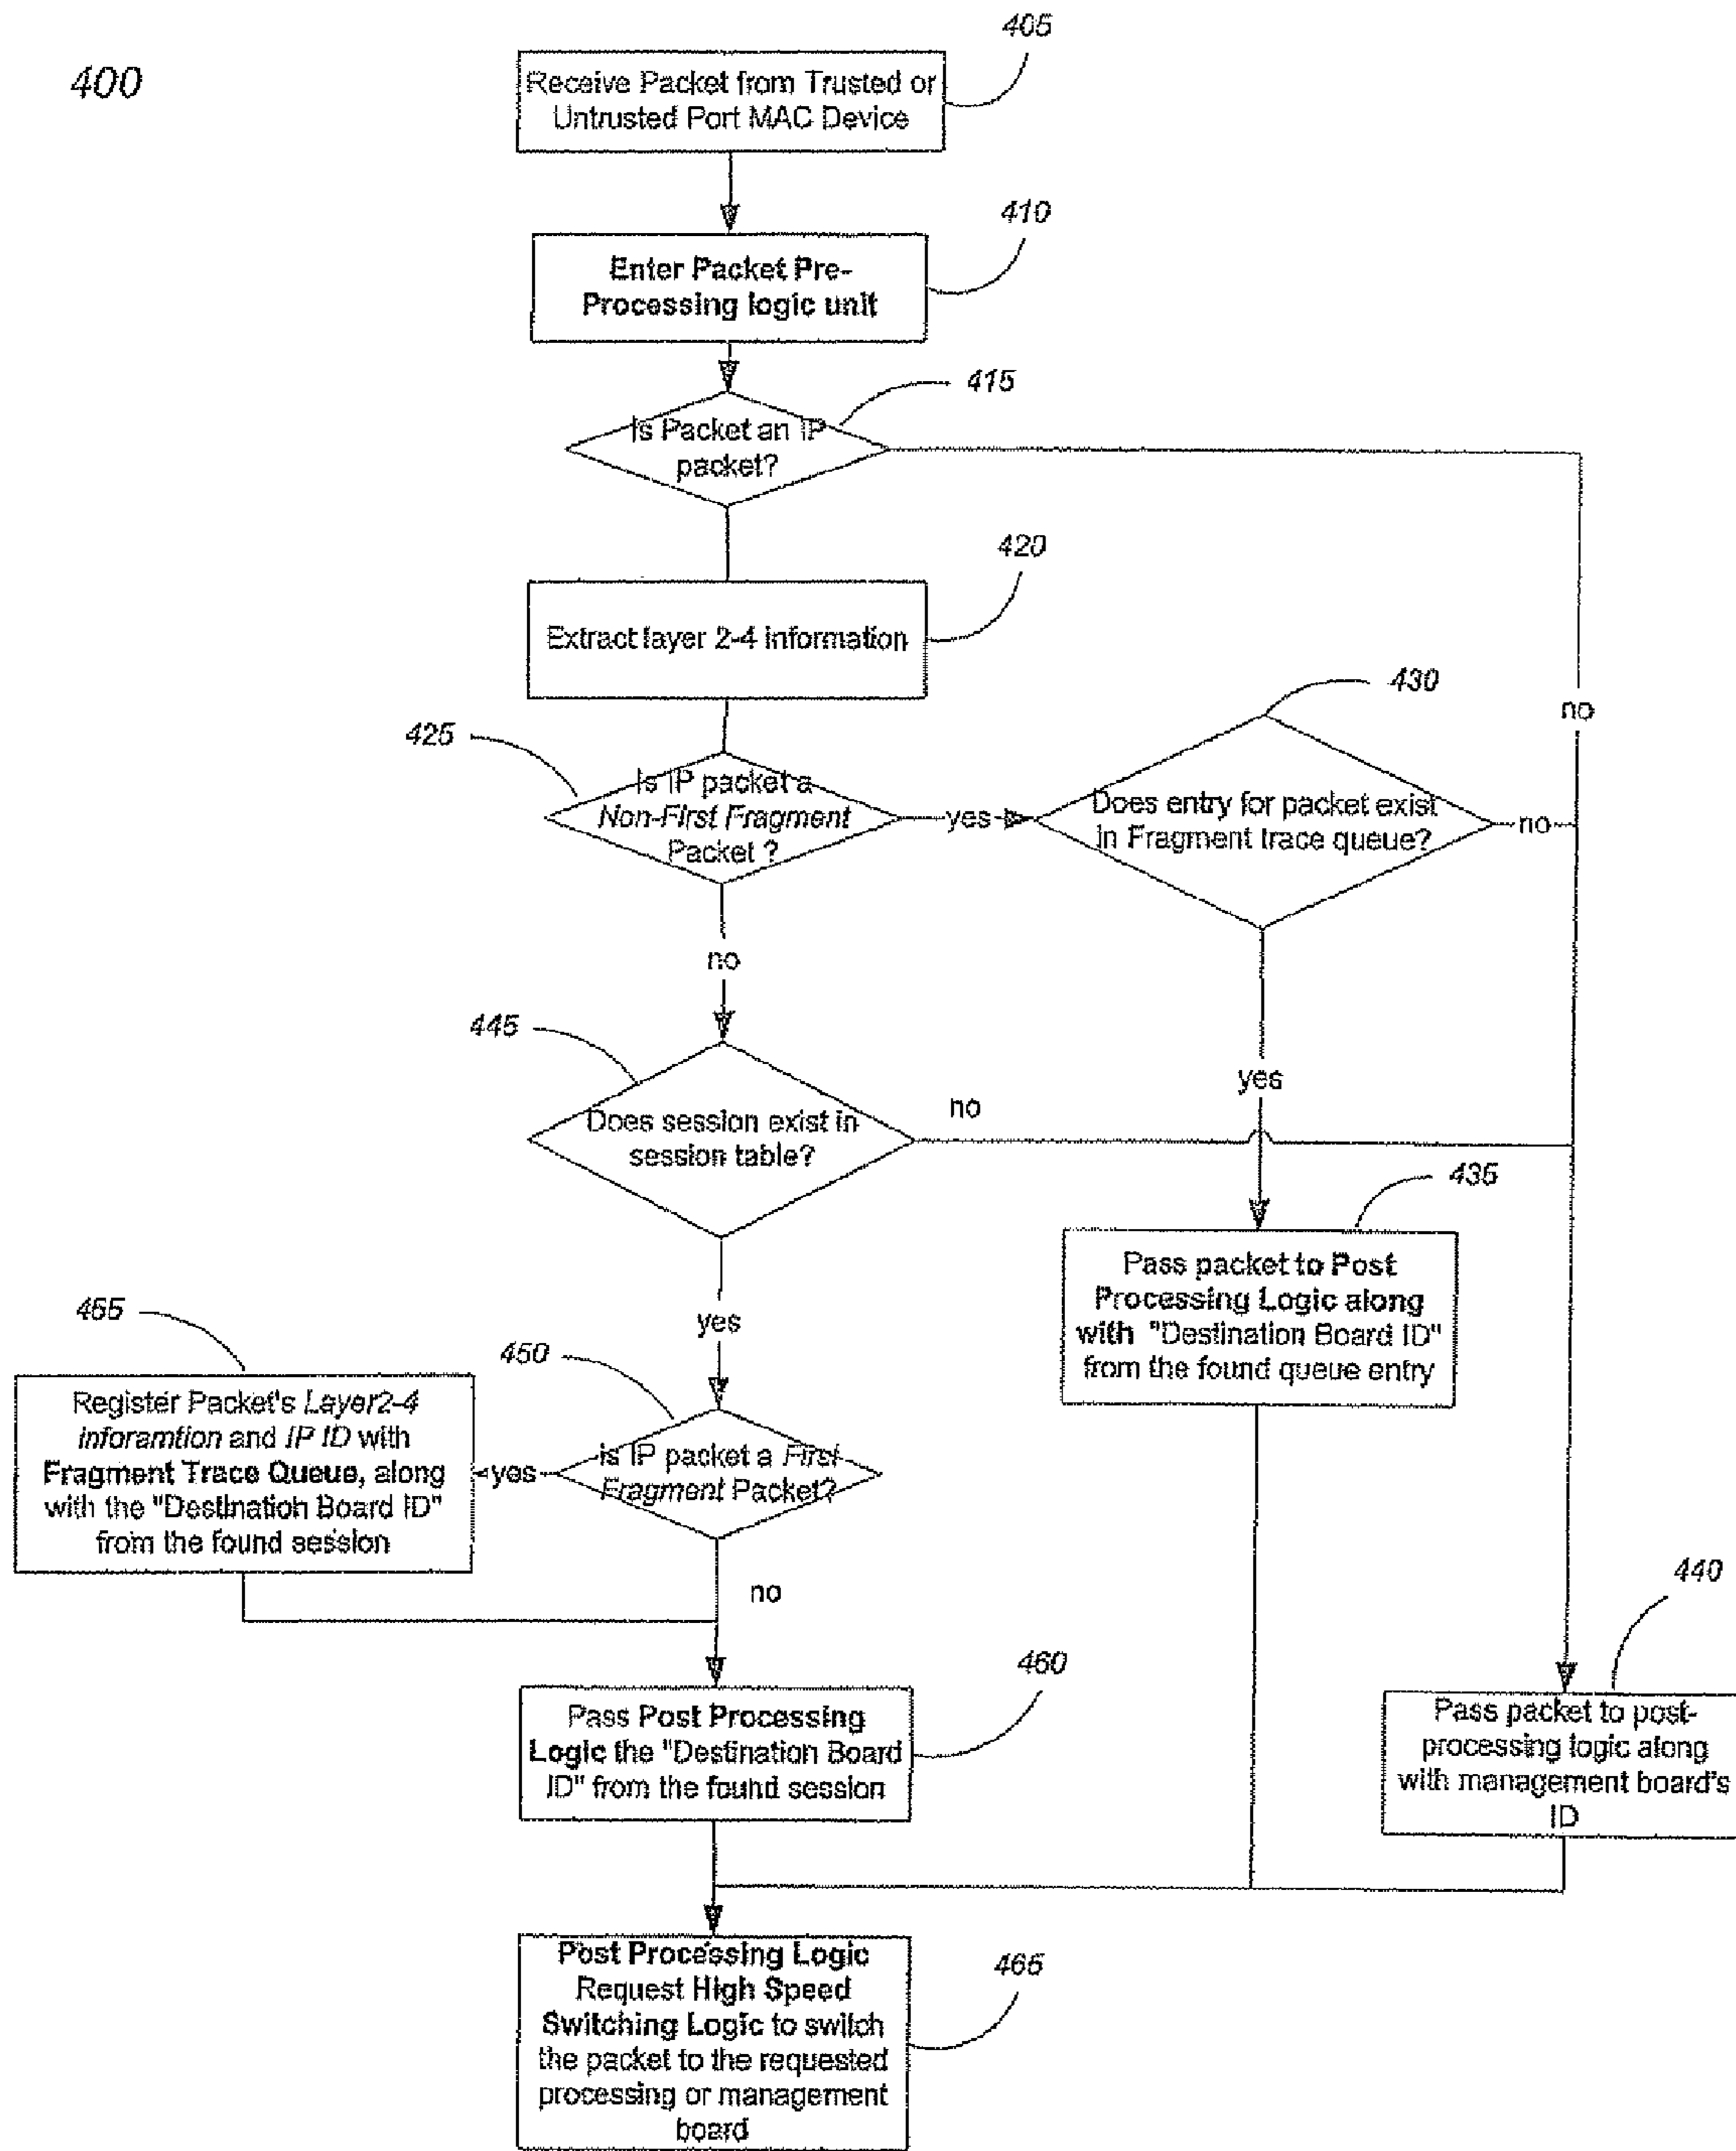 400
405
Receive Packet from Trusted or
Untrusted Port MAC Device
410
Enter Packet Pre-
Processing logic unit
415
Is Packet an IP
packet?
420
Extract layer 2-4 information
no
430
425
Is IP packet a
Non-First Fragment
Packet ?
yes
Does entry for packet exist
in Fragment trace queue?
no
no
yes
445
Does session exist in
session table?
no
435
Pass packet to Post
Processing Logic along
with "Destination Board ID"
from the found queue entry
yes
455
Register Packet's Layer2-4
inforamtion and IP ID with
Fragment Trace Queue, along
with the "Destination Board ID"
from the found session
450
yes
is IP packet a First
Fragment Packet?
no
440
Pass packet to post-
processing logic along
with management board's
ID
460
Pass Post Processing
Logic the "Destination Board
ID" from the found session
465
Post Processing Logic
Request High Speed
Switching Logic to switch
the packet to the requested
processing or management
board